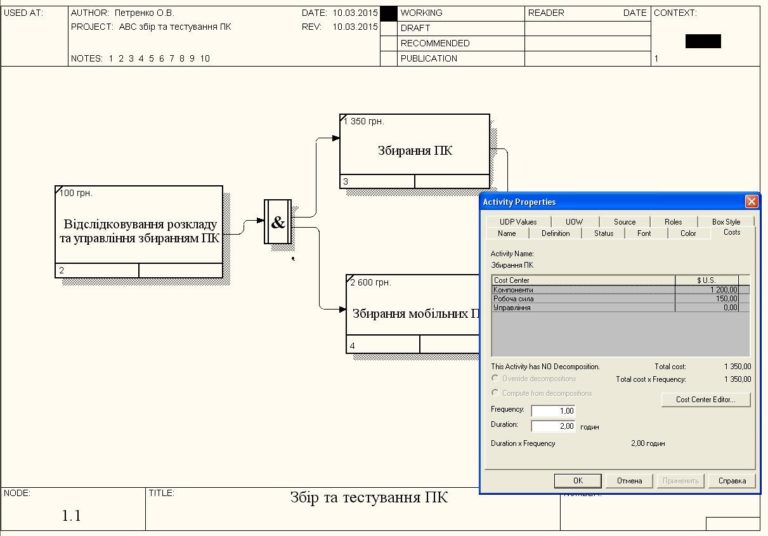 USED AT:
AUTHOR: Петренко О.В.
DATE: 10.03.2015
WORKING
READER
DATE
CONTEXT:
PROJECT: АВС збір та тестування ПК
REV: 10.03.2015
DRAFT
RECOMMENDED
NOTES: 1 2 3 4 5 6 7 8 9 10
PUBLICATION
1
1 350 грн.
Збирання ПК
3
100 грн.
Відслідковування розкладу
та управління збиранням ПК
2
&
2 600 грн.
Збирання мобільних П
4
Activity Properties
UDP Values
UOW
Source
Roles
Box Style
Name
Definition
Status
Font
Color
Costs
Activity Name:
Збирання ПК
Cost Center
$ U.S.
Компоненти
1 200,00
Робоча сила
150,00
Управління
0,00
This Activity has NO Decomposition.
Total cost:
1 350,00
Override decompositions
Total cost x Frequency:
1 350,00
Compute from decompositions
Cost Center Editor...
Frequency:
1,00
Duration:
2,00
годин
Duration x Frequency
2,00 годин
OK
Отмена
Применить
Справка
NODE:
TITLE:
Збір та тестування ПК
1.1